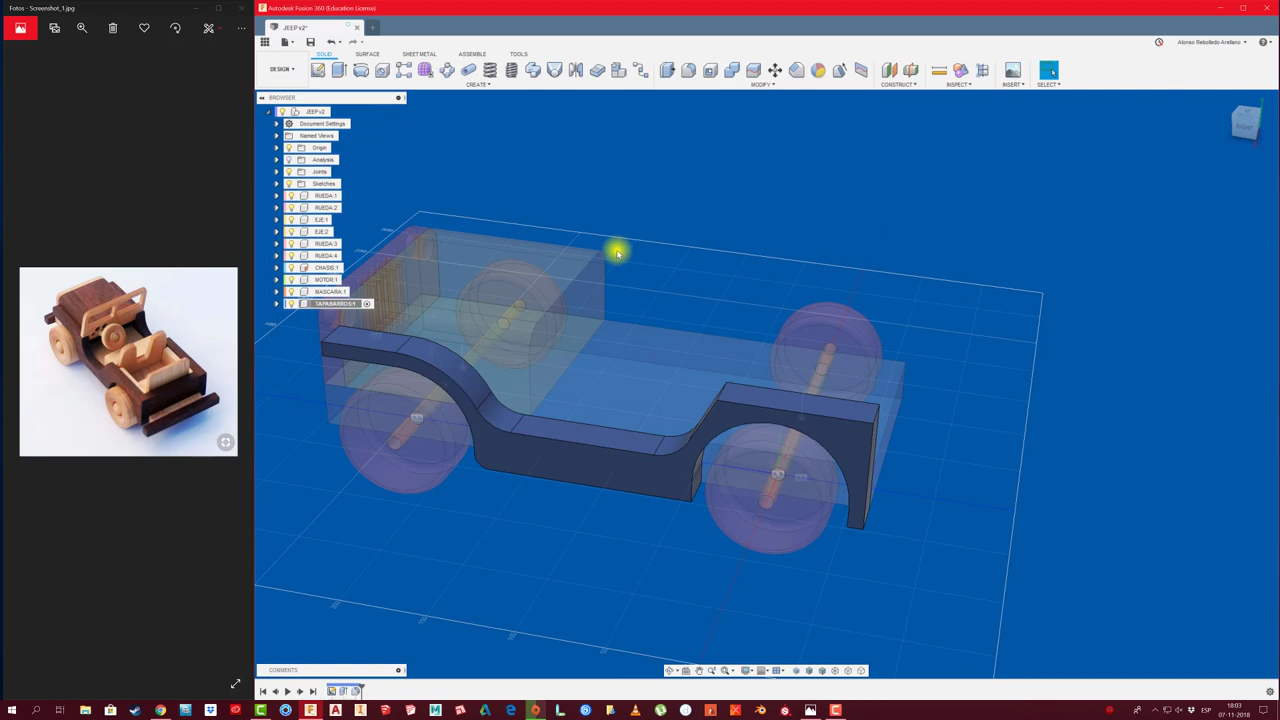 Fotos - Screenshot_1.jpg
Autodesk Fusion 360 (Education License)
JEEP v2*
Alonso Rebolledo Arellano
DESIGN
SOLID
SURFACE
SHEET METAL
ASSEMBLE
TOOLS
CREATE
MODIFY
CONSTRUCT
INSPECT
INSERT
SELECT
BROWSER
JEEP v2
Document Settings
Named Views
Origin
Analysis
Joints
Sketches
RUEDA:1
RUEDA:2
EJE:1
EJE:2
RUEDA:3
RUEDA:4
CHASIS:1
MOTOR:1
MASCARA:1
TAPABARROS:1
RIGHT
COMMENTS
ESP
18:03
07-11-2018